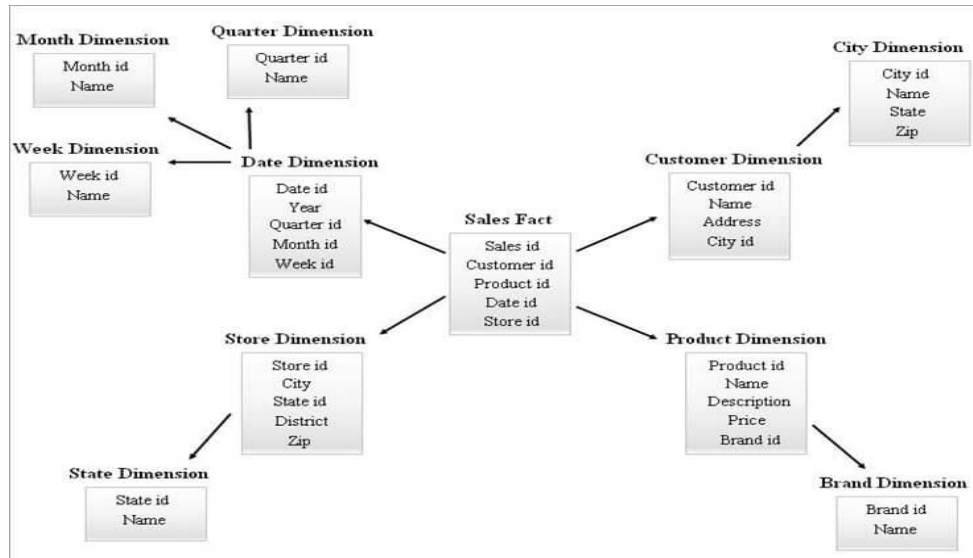 Month Dimension
Month id
Name
Quarter Dimension
Quarter id
Name
City Dimension
City id
Name
State
Zip
Week Dimension
Week id
Name
Date Dimension
Date id
Year
Quarter id
Month id
Week id
Customer Dimension
Customer id
Name
Address
City id
Sales Fact
Sales id
Customer id
Product id
Date id
Store id
Store Dimension
Store id
City
State id
District
Zip
Product Dimension
Product id
Name
Description
Price
Brand id
State Dimension
State id
Name
Brand Dimension
Brand id
Name